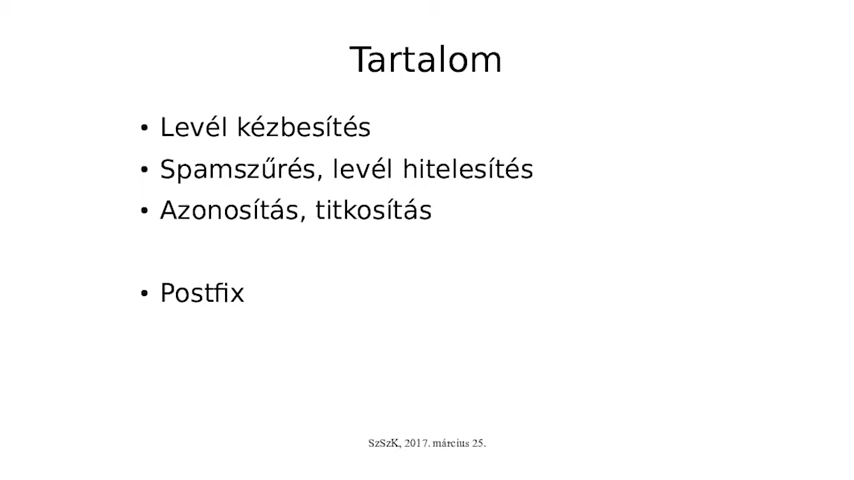 Tartalom
• Levél kézbesítés
• Spamszűrés, levél hitelesítés
• Azonosítás, titkosítás
• Postfix
SzSzK, 2017. március 25.